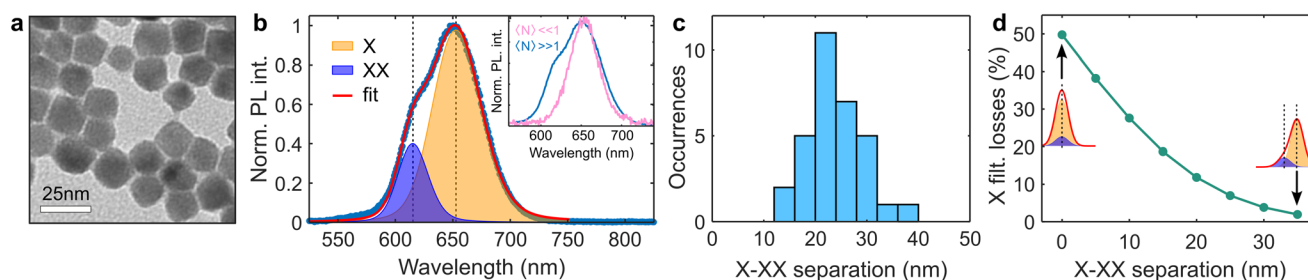 a
25nm
b
Norm. PL int.
1
0.8
0.6
0.4
0.2
0
X
XX
fit
550
600
650
700
750
800
Wavelength (nm)
⟨N⟩<<1
⟨N⟩>>1
Norm. PL int.
600
650
700
Wavelength (nm)
c
Occurrences
10
5
0
0
10
20
30
40
50
X-XX separation (nm)
d
X filt. losses (%)
50
40
30
20
10
0
0
10
20
30
X-XX separation (nm)